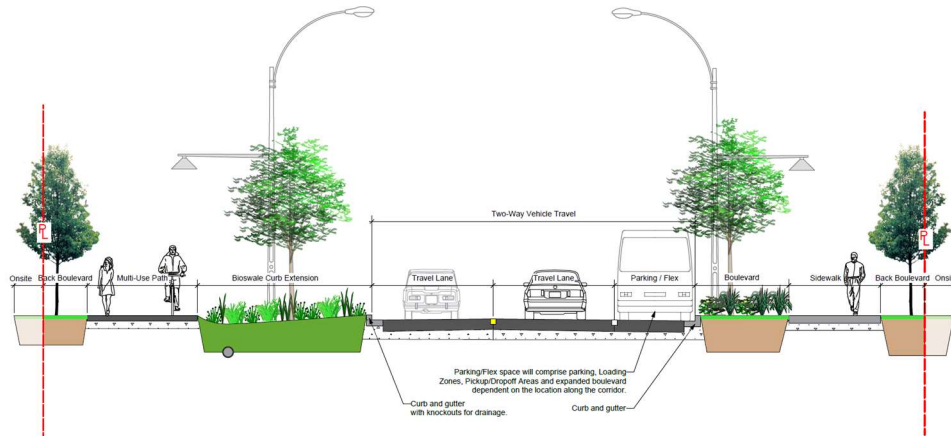 Two-Way Vehicle Travel
PL
PL
Onsite
Back Boulevard
Multi-Use Path
Bioswale Curb Extension
Travel Lane
Travel Lane
Parking / Flex
Boulevard
Sidewalk
Back Boulevard
Onsi
Parking/Flex space will comprise parking, Loading
Zones, Pickup/Dropoff Areas and expanded boulevard
dependent on the location along the corridor.
Curb and gutter
with knockouts for drainage.
Curb and gutter